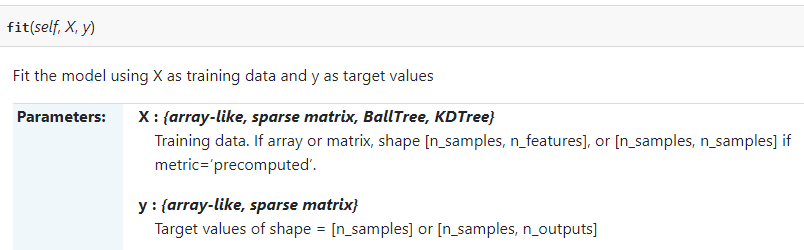 fit(self, X, y)
Fit the model using X as training data and y as target values
Parameters:
X : {array-like, sparse matrix, BallTree, KDTree}
Training data. If array or matrix, shape [n_samples, n_features], or [n_samples, n_samples] if
metric=‘precomputed’.
y : {array-like, sparse matrix}
Target values of shape = [n_samples] or [n_samples, n_outputs]